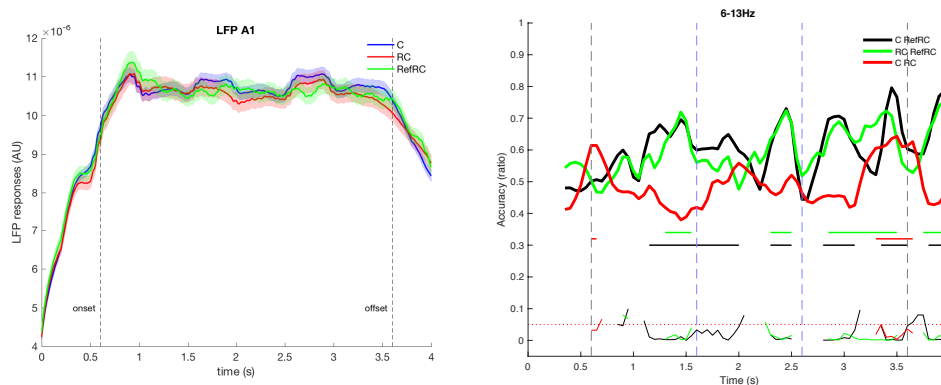 LFP A1
×10⁻⁶
C
RC
RefRC
12
11
10
9
8
7
6
5
4
LFP responses (AU)
onset
offset
0 0.5 1 1.5 2 2.5 3 3.5 4
time (s)
6-13Hz
C RefRC
RC RefRC
C RC
1
0.9
0.8
0.7
0.6
0.5
0.4
0.3
0.2
0.1
0
Accuracy (ratio)
0 0.5 1 1.5 2 2.5 3 3.5
Time (s)